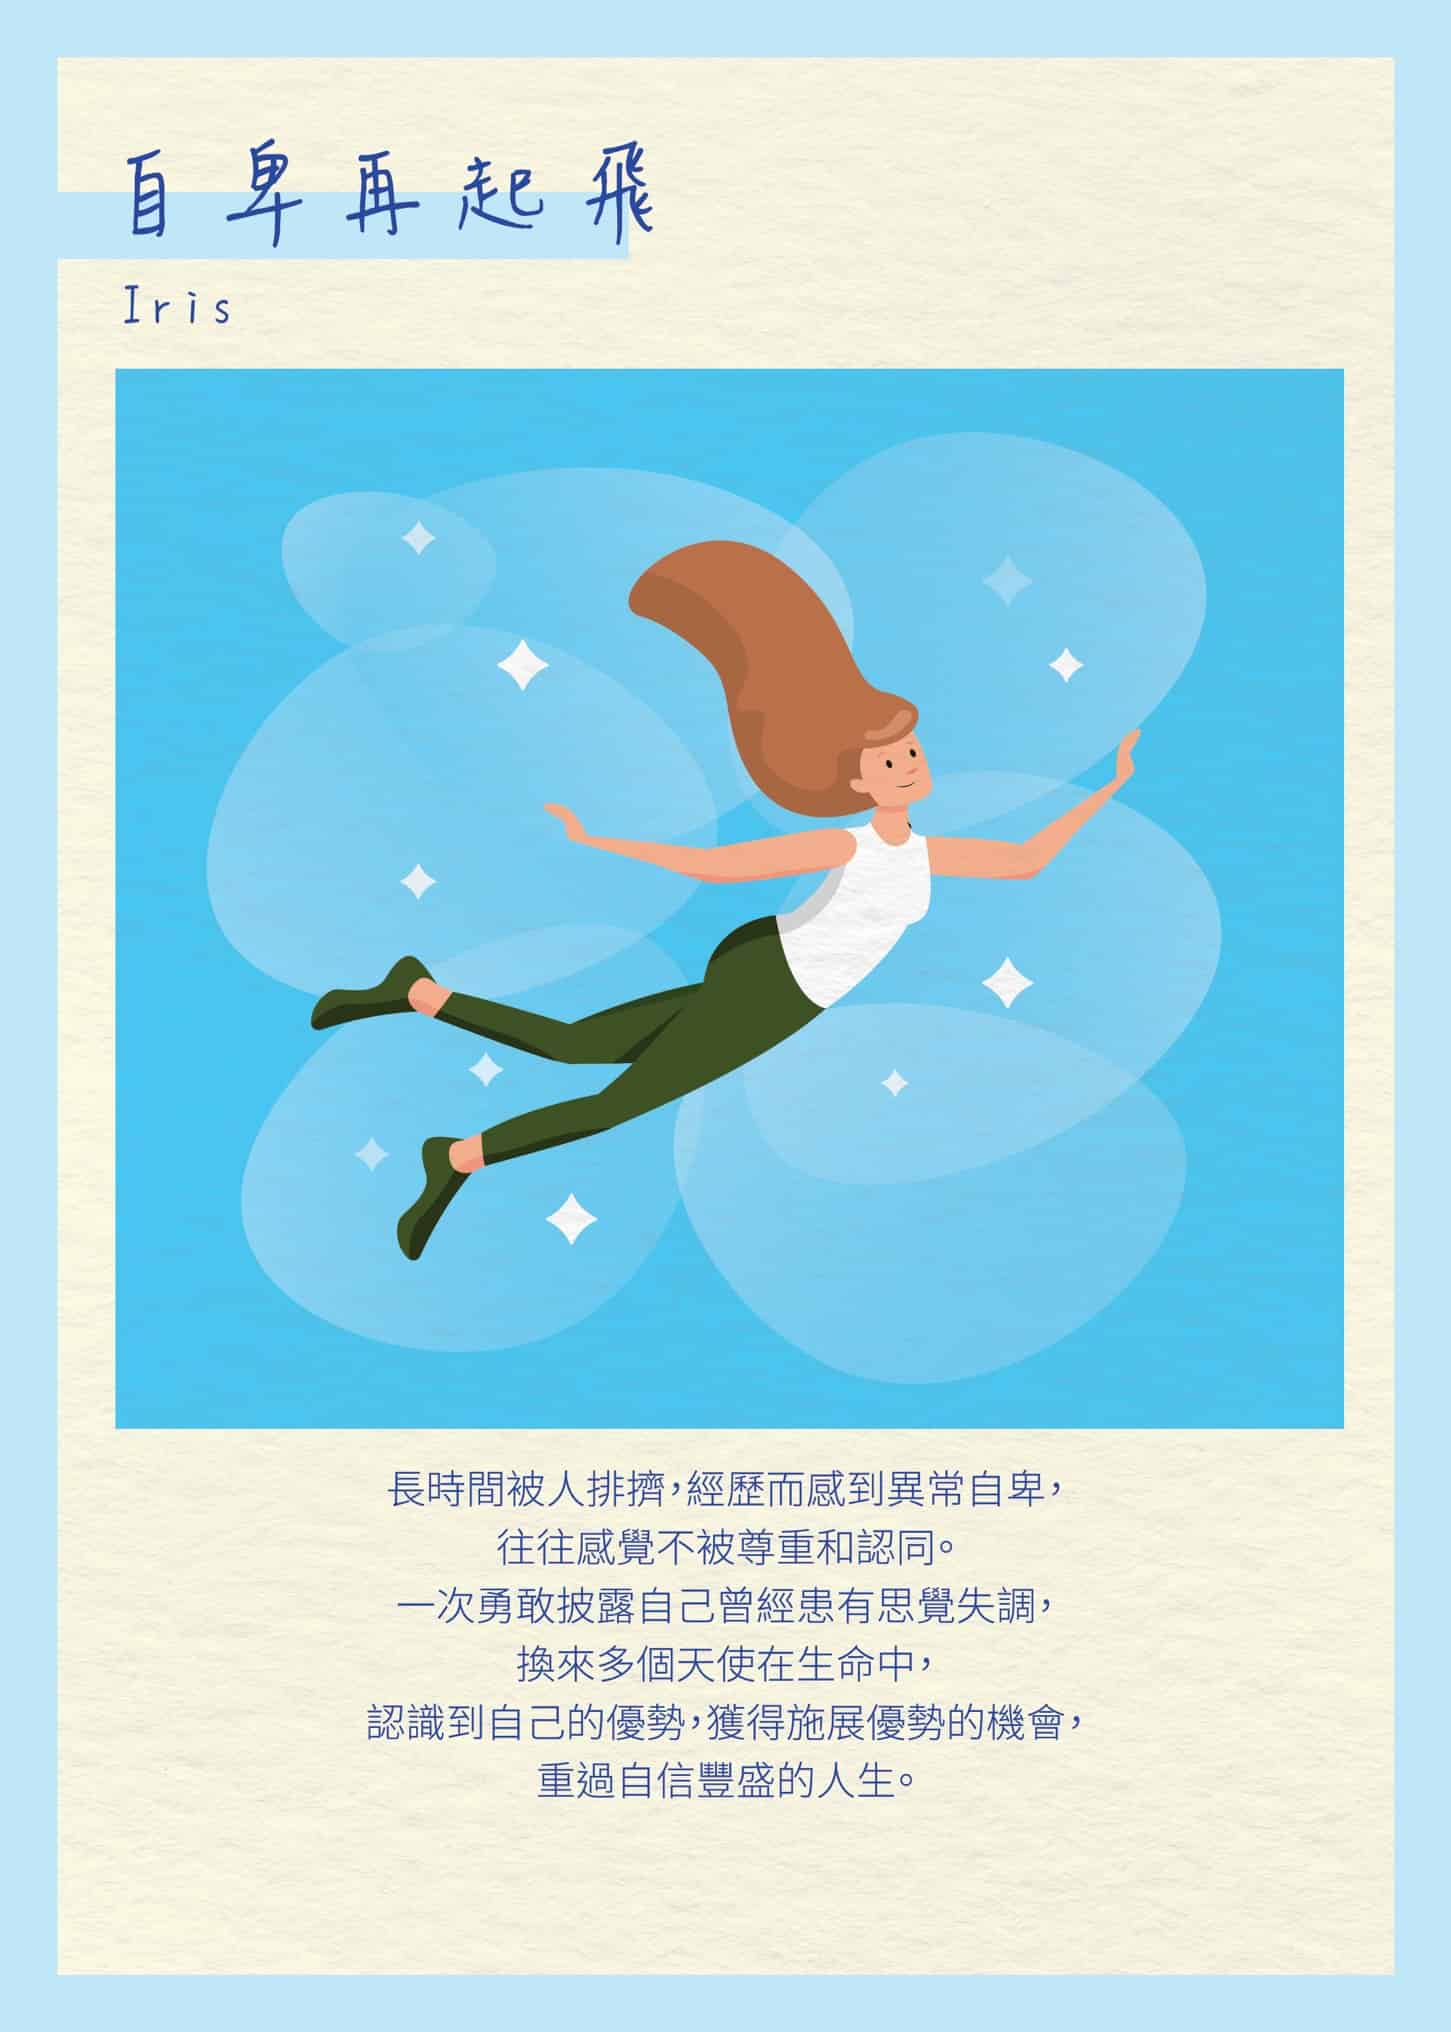 自卑再起飛
Iris
長時間被人排擠，經歷而感到異常自卑，
往往感覺不被尊重和認同。
一次勇敢披露自己曾經患有思覺失調，
換來多個天使在生命中，
認識到自己的優勢，獲得施展優勢的機會，
重過自信豐盛的人生。